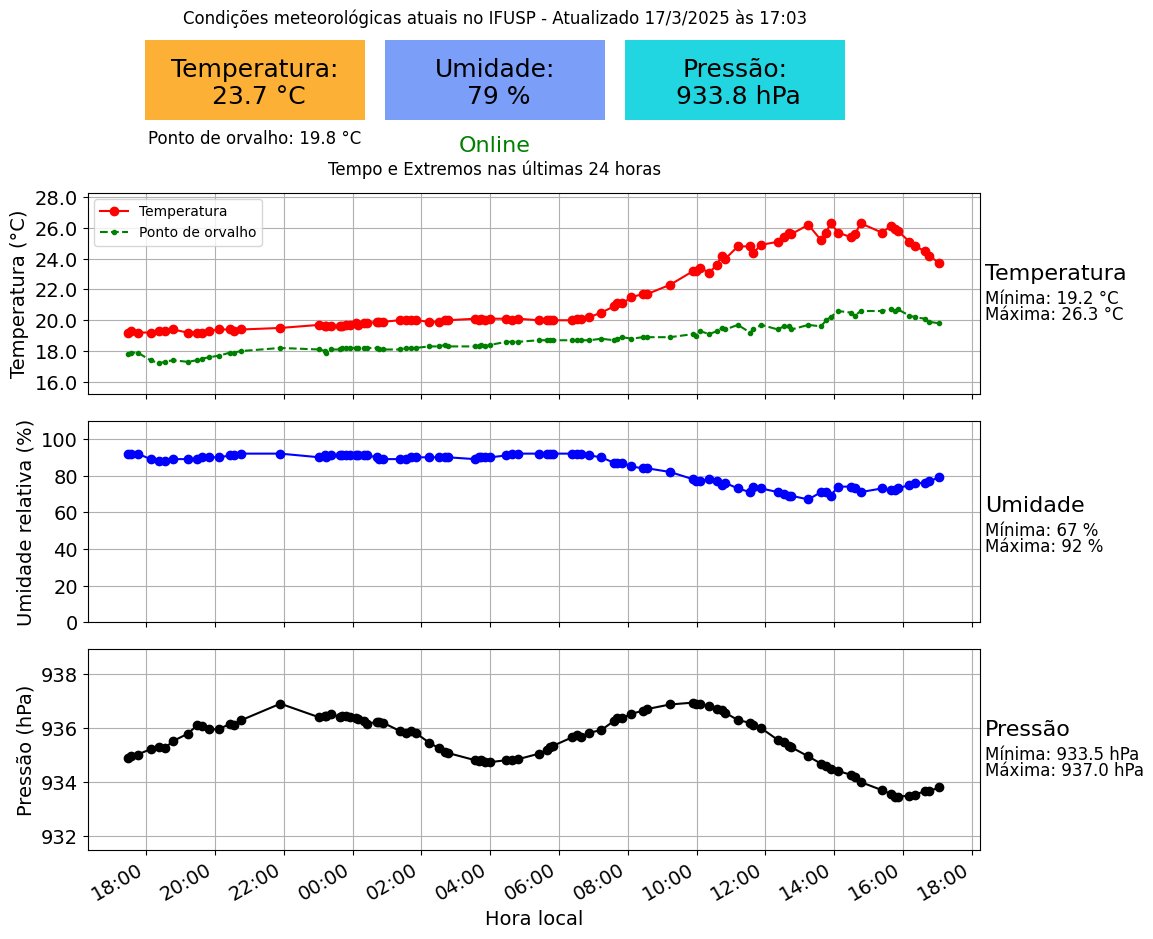 Condições meteorológicas atuais no IFUSP - Atualizado 17/3/2025 às 17:03
Temperatura:
23.7 °C
Umidade:
79 %
Pressão:
933.8 hPa
Ponto de orvalho: 19.8 °C
Online
Tempo e Extremos nas últimas 24 horas
Temperatura (°C)
28.0
26.0
24.0
22.0
20.0
18.0
16.0
Temperatura
Ponto de orvalho
Temperatura
Mínima: 19.2 °C
Máxima: 26.3 °C
Umidade relativa (%)
100
80
60
40
20
0
Umidade
Mínima: 67 %
Máxima: 92 %
Pressão (hPa)
938
936
934
932
Pressão
Mínima: 933.5 hPa
Máxima: 937.0 hPa
18:00
20:00
22:00
00:00
02:00
04:00
06:00
08:00
10:00
12:00
14:00
16:00
18:00
Hora local